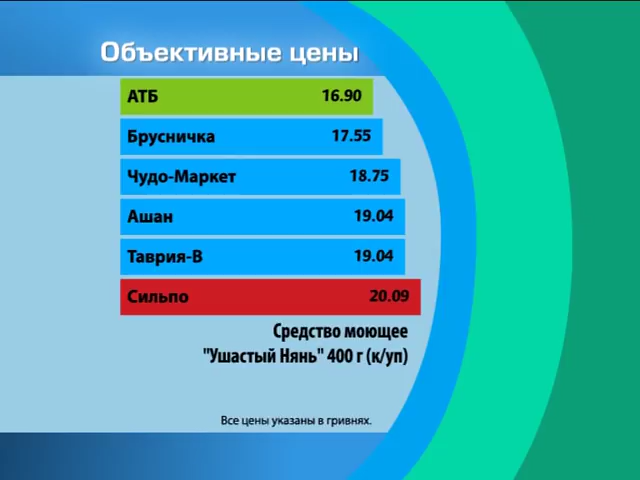 Объективные цены
АТБ 16.90
Брусничка 17.55
Чудо-Маркет 18.75
Ашан 19.04
Таврия-В 19.04
Сильпо 20.09
Средство моющее
"Ушастый Нянь" 400 г (к/уп)
Все цены указаны в гривнях.